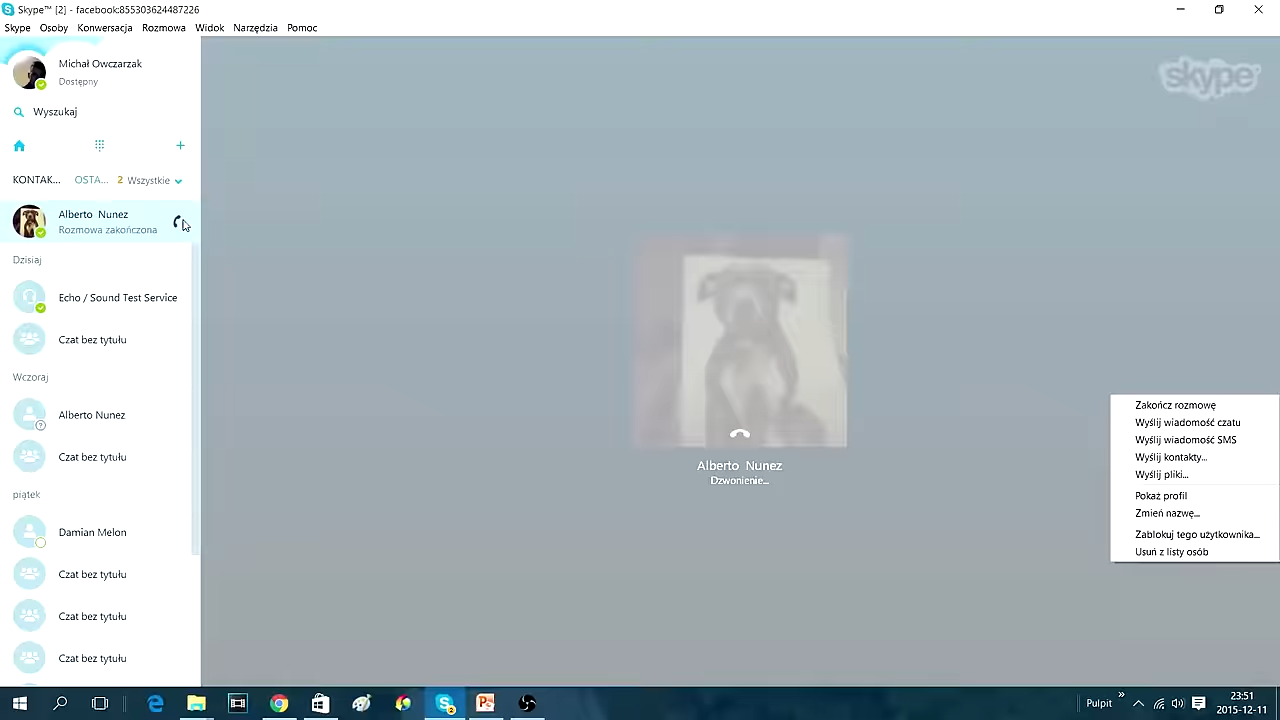 Skype™ [2] - facebook:855303624487226
Skype Osoby Konwersacja Rozmowa Widok Narzędzia Pomoc
Michał Owczarzak
Dostępny
Wyszukaj
KONTAK... OSTA... 2 Wszystkie
Alberto Nunez
Rozmowa zakończona
Dzisiaj
Echo / Sound Test Service
Czat bez tytułu
Wczoraj
Alberto Nunez
Czat bez tytułu
piątek
Damian Melon
Czat bez tytułu
Czat bez tytułu
Czat bez tytułu
skype
Alberto Nunez
Dzwonienie...
Zakończ rozmowę
Wyślij wiadomość czatu
Wyślij wiadomość SMS
Wyślij kontakty...
Wyślij pliki...
Pokaż profil
Zmień nazwę...
Zablokuj tego użytkownika...
Usuń z listy osób
2
Pulpit
23:51
2015-12-11